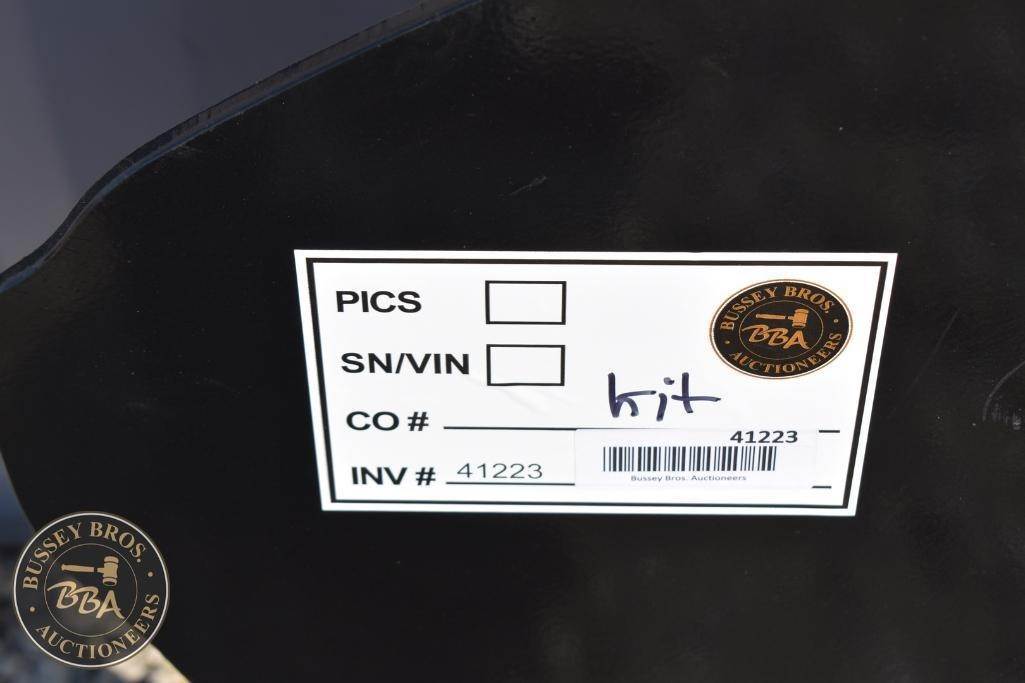 PICS
SN/VIN
CO #
INV # 41223
BUSSEY BROS.
BBA
AUCTIONEERS
kit
41223
Bussey Bros. Auctioneers
BUSSEY BROS.
BBA
AUCTIONEERS